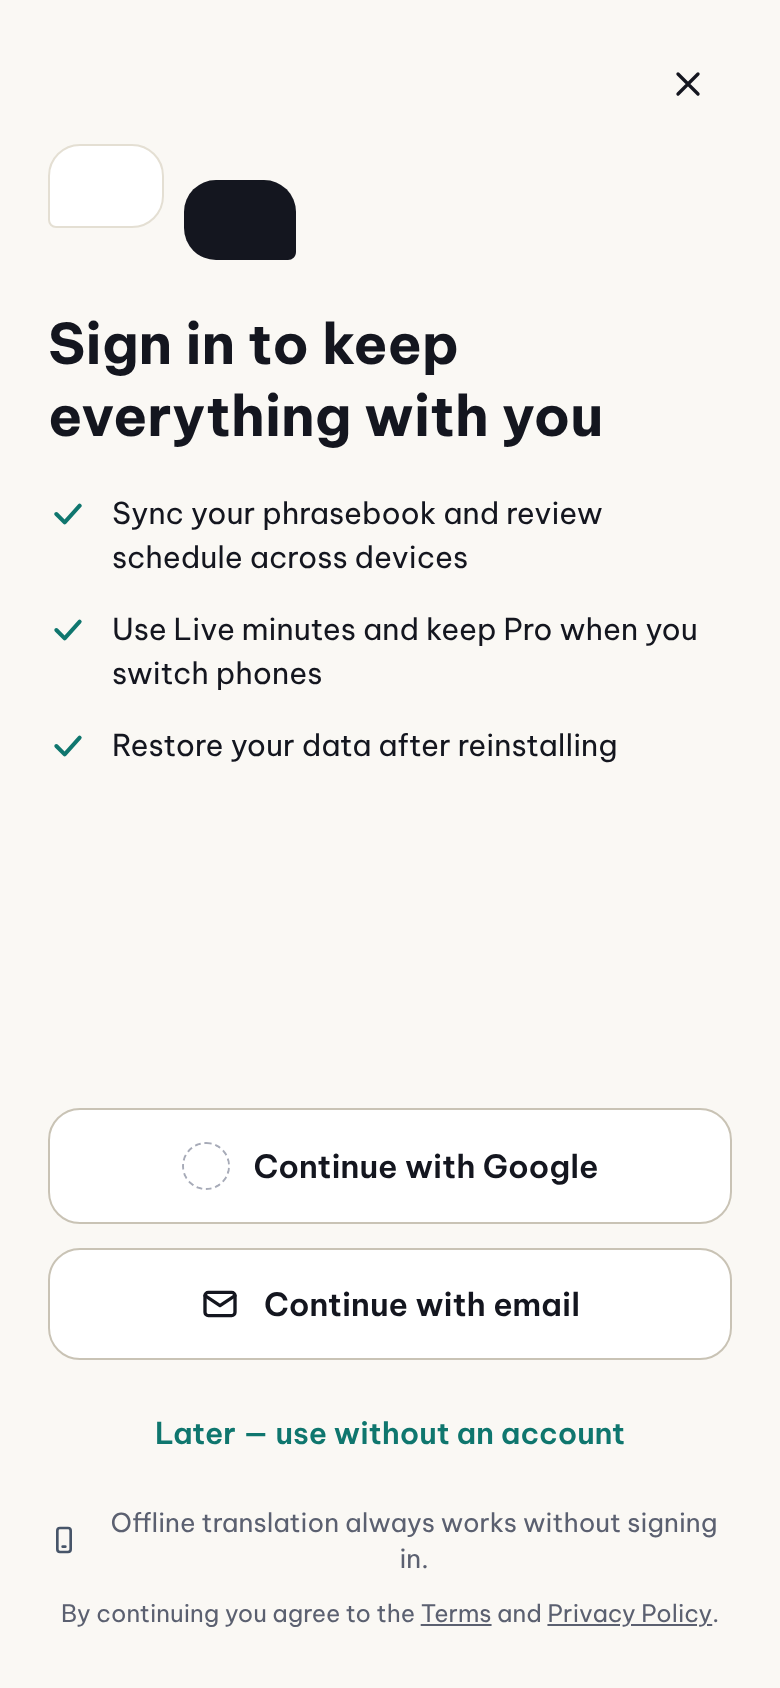 Sign in to keep
everything with you
Sync your phrasebook and review
schedule across devices
Use Live minutes and keep Pro when you
switch phones
Restore your data after reinstalling
Continue with Google
Continue with email
Later — use without an account
Offline translation always works without signing
in.
By continuing you agree to the Terms and Privacy Policy.